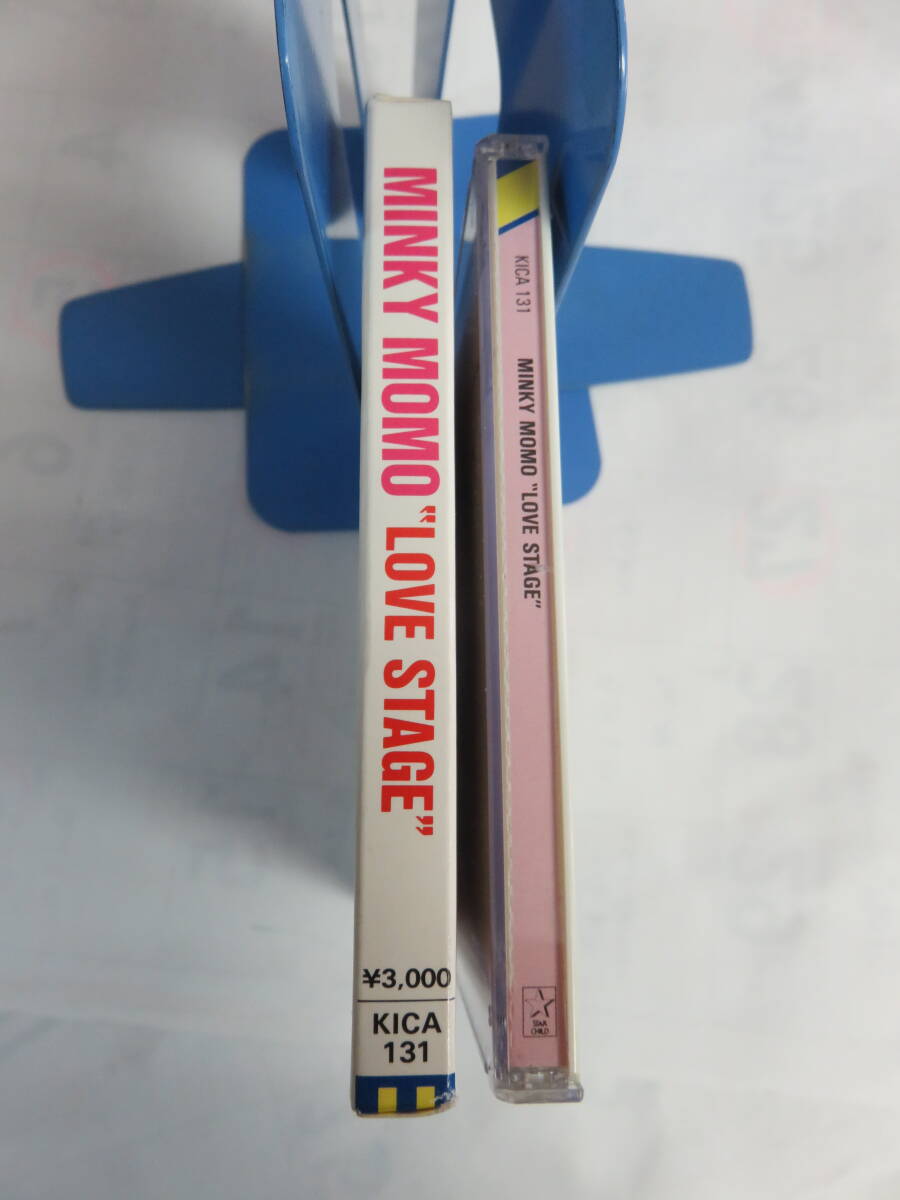 MINKY MOMO "LOVE STAGE"
¥3,000
KICA
131
KICA 131
MINKY MOMO "LOVE STAGE"
STAR
CHILD